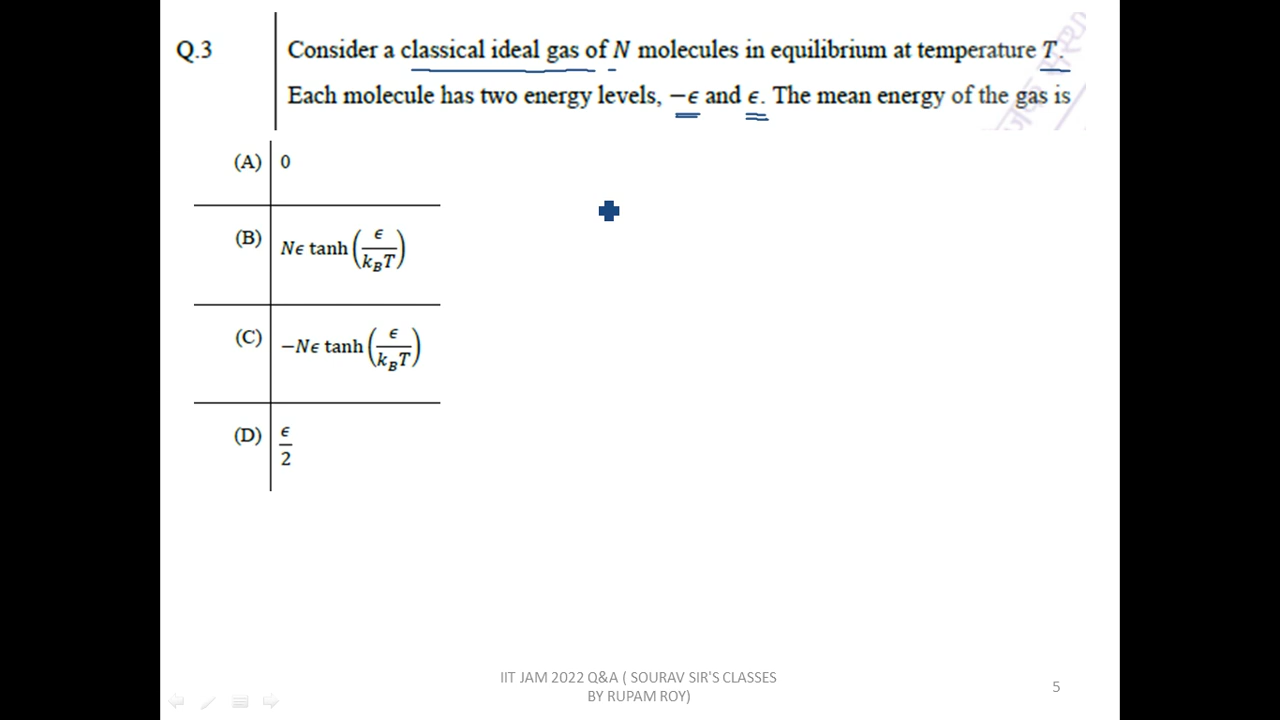 Q.3 Consider a classical ideal gas of N molecules in equilibrium at temperature T.
Each molecule has two energy levels, −ϵ and ϵ. The mean energy of the gas is
(A) 0
(B) Nϵ tanh(ϵ/k_BT)
(C) −Nϵ tanh(ϵ/k_BT)
(D) ϵ/2
IIT JAM 2022 Q&A ( SOURAV SIR'S CLASSES
BY RUPAM ROY)
5